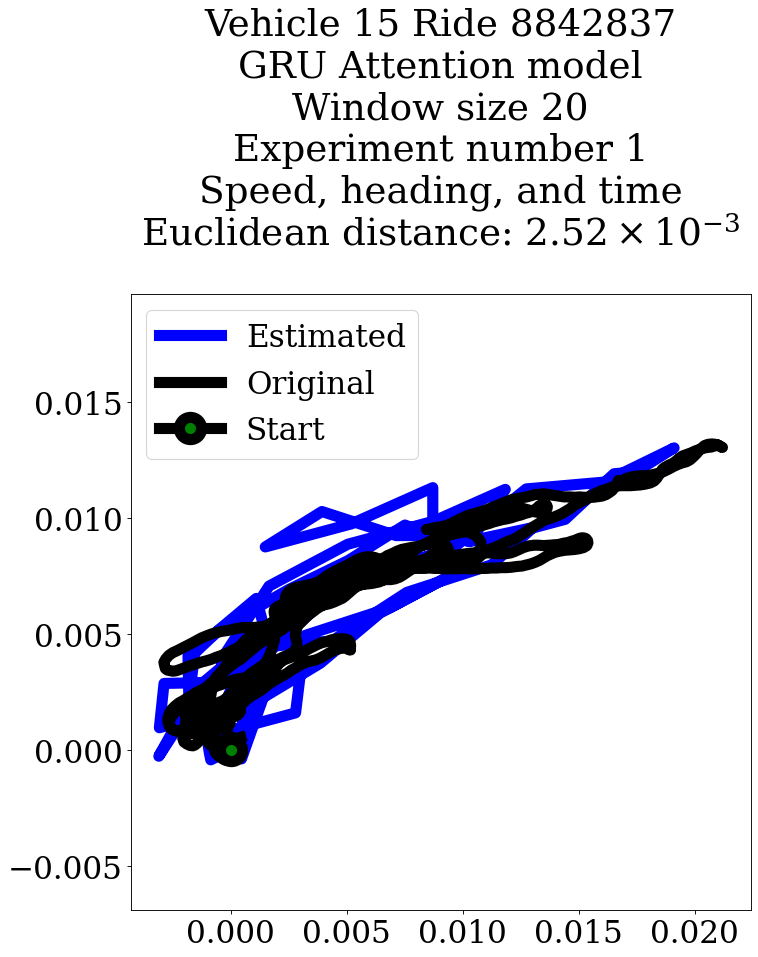 Vehicle 15 Ride 8842837
GRU Attention model
Window size 20
Experiment number 1
Speed, heading, and time
Euclidean distance: 2.52 × 10⁻³
Estimated
Original
Start
0.015
0.010
0.005
0.000
−0.005
0.000 0.005 0.010 0.015 0.020